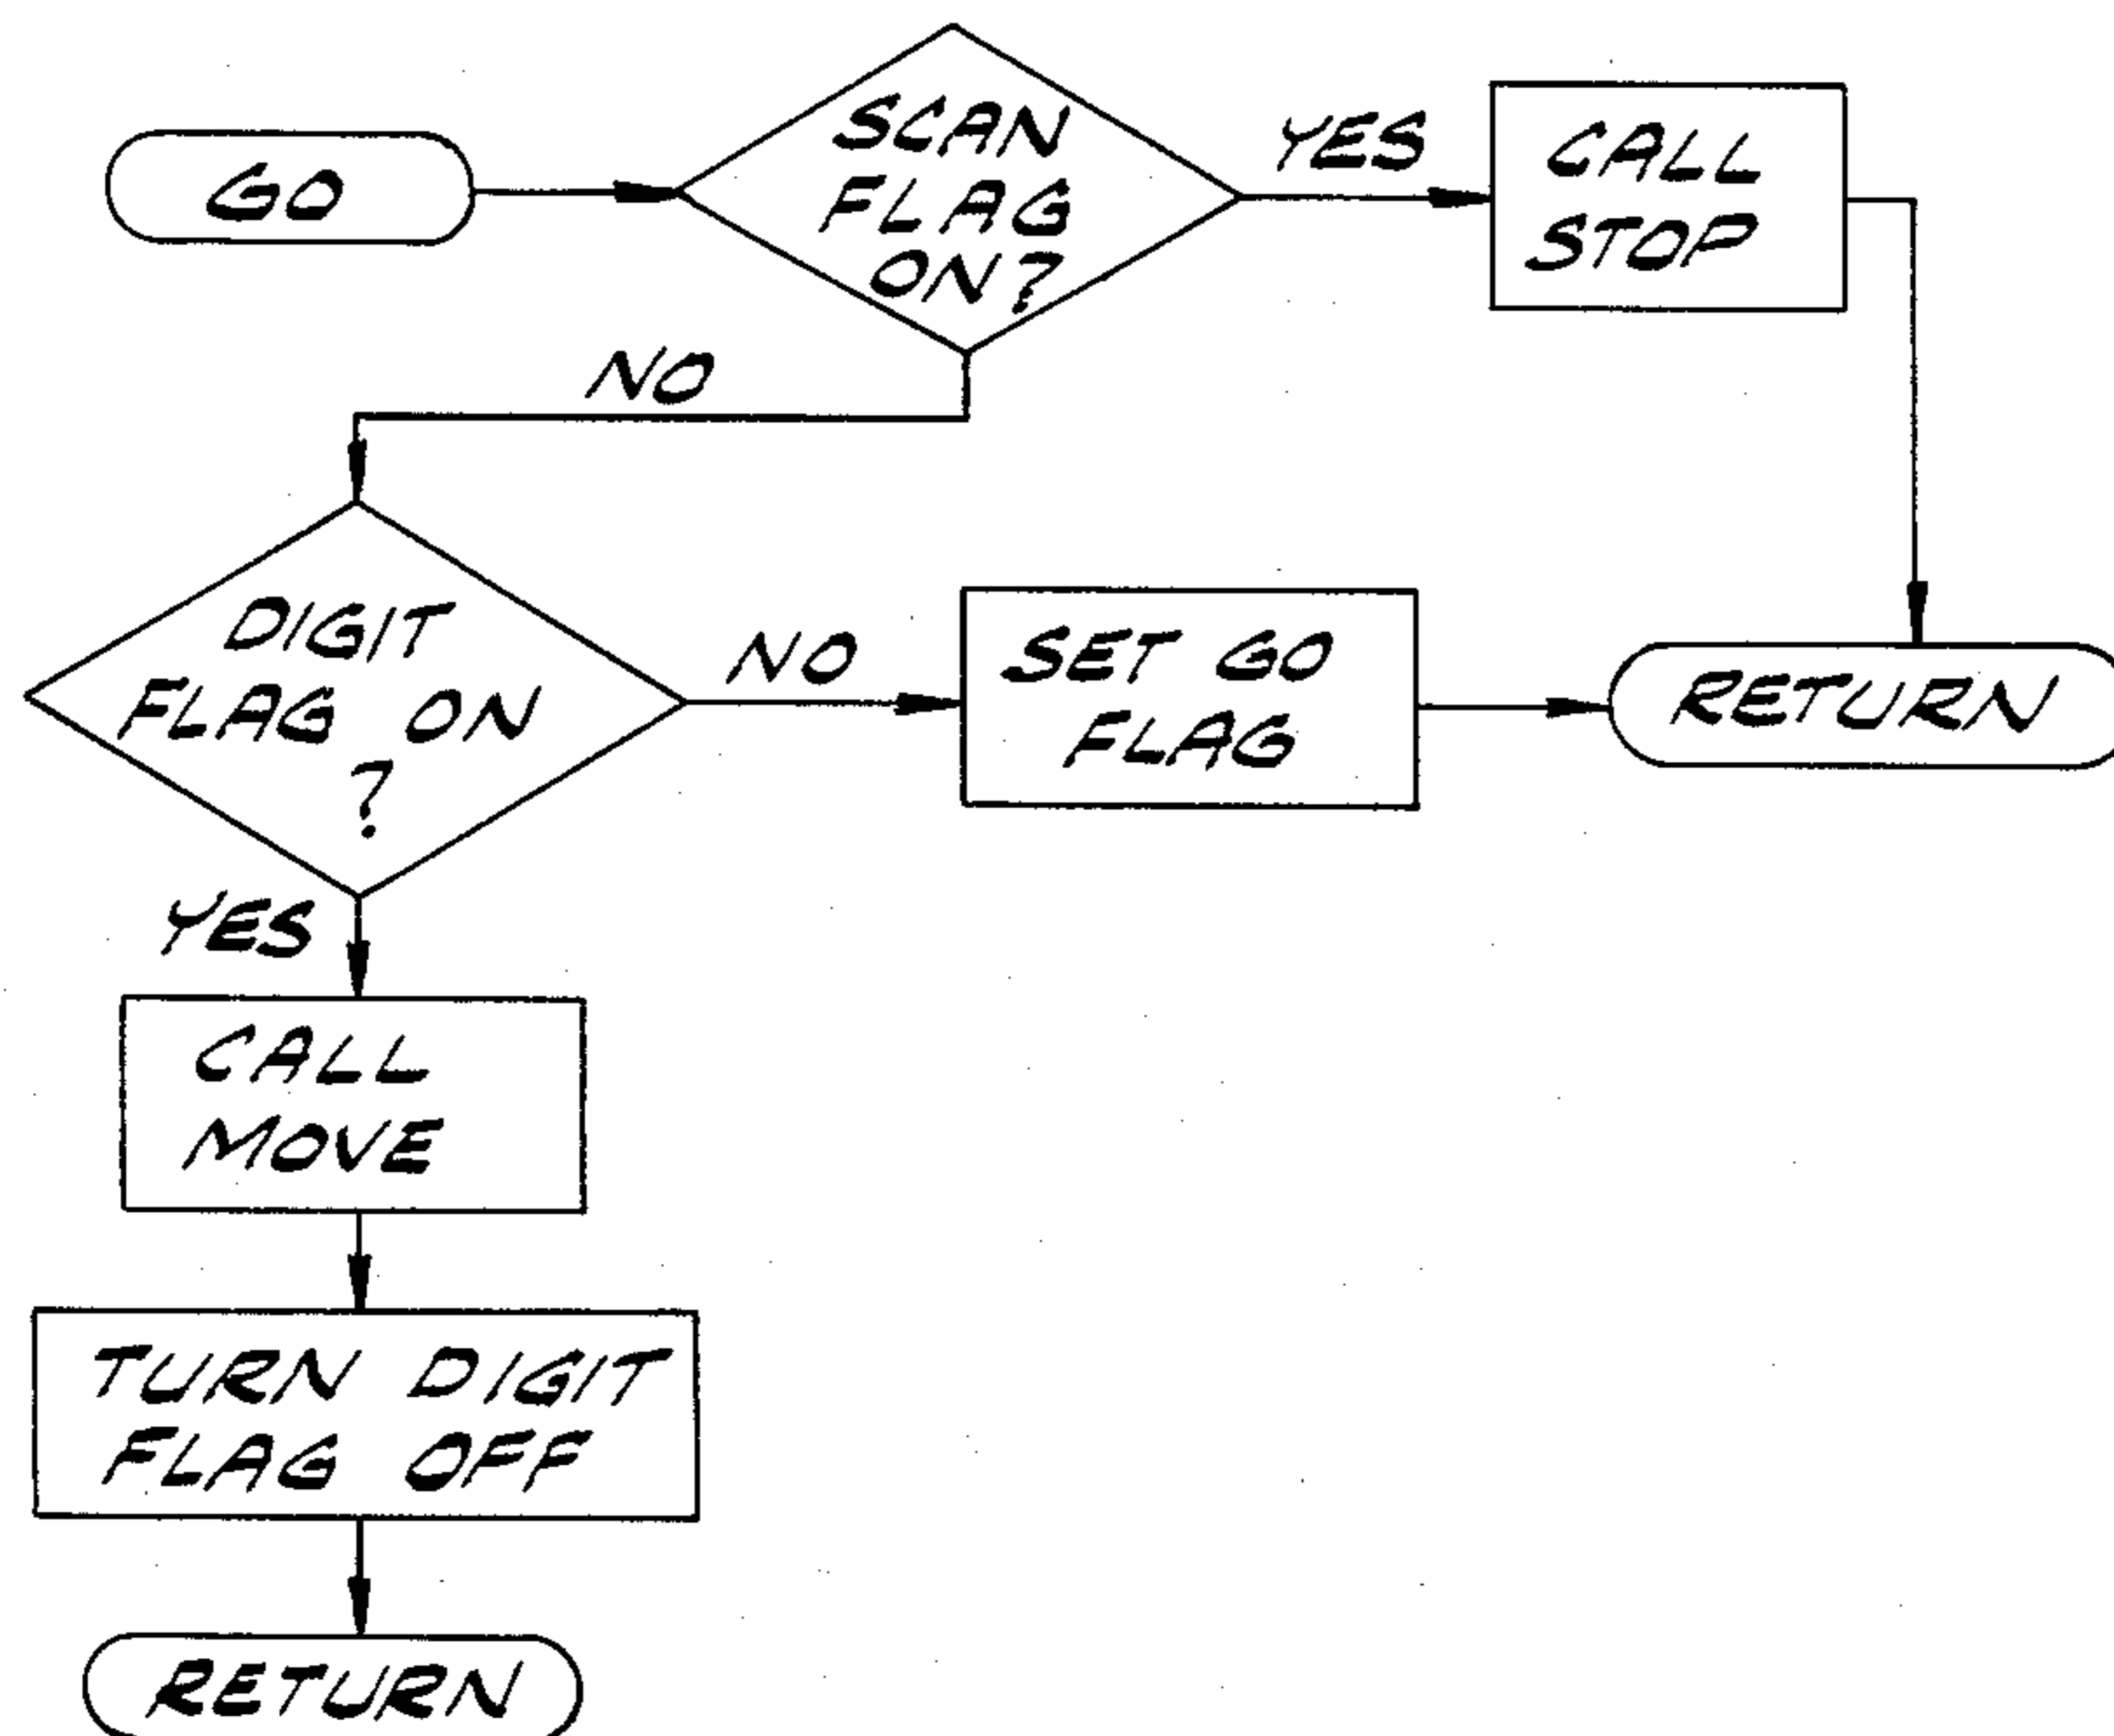 GO
SCAN
FLAG
ON?
YES
CALL
STOP
NO
DIGIT
FLAG ON
?
NO
SET GO
FLAG
RETURN
YES
CALL
MOVE
TURN DIGIT
FLAG OFF
RETURN